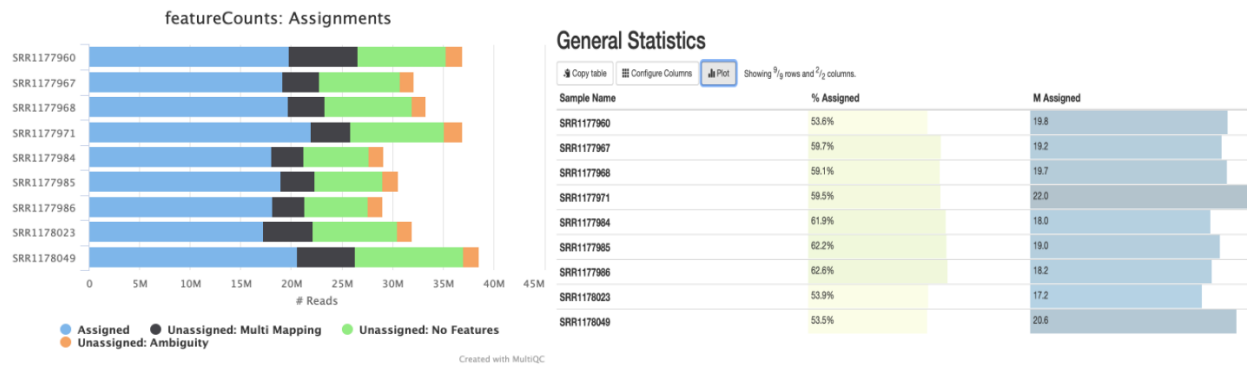 featureCounts: Assignments
SRR1177960
SRR1177967
SRR1177968
SRR1177971
SRR1177984
SRR1177985
SRR1177986
SRR1178023
SRR1178049
0 5M 10M 15M 20M 25M 30M 35M 40M 45M
# Reads
Assigned Unassigned: Multi Mapping Unassigned: No Features
Unassigned: Ambiguity
Created with MultiQC
General Statistics
Copy table Configure Columns Plot Showing 9/9 rows and 2/2 columns.
Sample Name % Assigned M Assigned
SRR1177960 53.6% 19.8
SRR1177967 59.7% 19.2
SRR1177968 59.1% 19.7
SRR1177971 59.5% 22.0
SRR1177984 61.9% 18.0
SRR1177985 62.2% 19.0
SRR1177986 62.6% 18.2
SRR1178023 53.9% 17.2
SRR1178049 53.5% 20.6